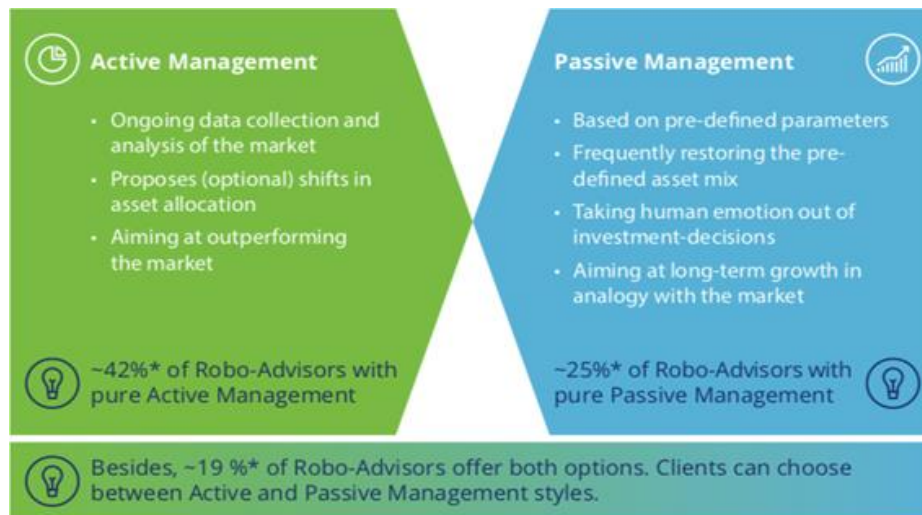 Active Management
• Ongoing data collection and
analysis of the market
• Proposes (optional) shifts in
asset allocation
• Aiming at outperforming
the market
~42%* of Robo-Advisors with
pure Active Management
Passive Management
• Based on pre-defined parameters
• Frequently restoring the pre-
defined asset mix
• Taking human emotion out of
investment-decisions
• Aiming at long-term growth in
analogy with the market
~25%* of Robo-Advisors with
pure Passive Management
Besides, ~19 %* of Robo-Advisors offer both options. Clients can choose
between Active and Passive Management styles.